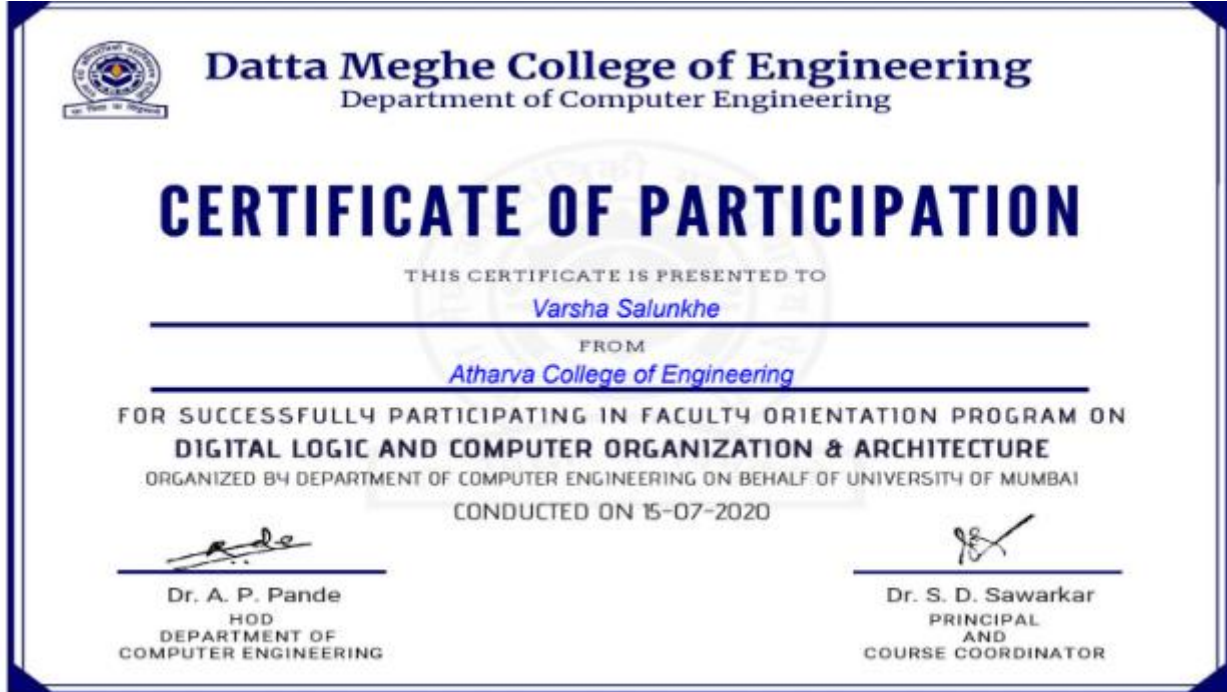 Datta Meghe College of Engineering
Department of Computer Engineering
CERTIFICATE OF PARTICIPATION
THIS CERTIFICATE IS PRESENTED TO
Varsha Salunkhe
FROM
Atharva College of Engineering
FOR SUCCESSFULLY PARTICIPATING IN FACULTY ORIENTATION PROGRAM ON
DIGITAL LOGIC AND COMPUTER ORGANIZATION & ARCHITECTURE
ORGANIZED BY DEPARTMENT OF COMPUTER ENGINEERING ON BEHALF OF UNIVERSITY OF MUMBAI
CONDUCTED ON 15-07-2020
Dr. A. P. Pande
HOD
DEPARTMENT OF
COMPUTER ENGINEERING
Dr. S. D. Sawarkar
PRINCIPAL
AND
COURSE COORDINATOR